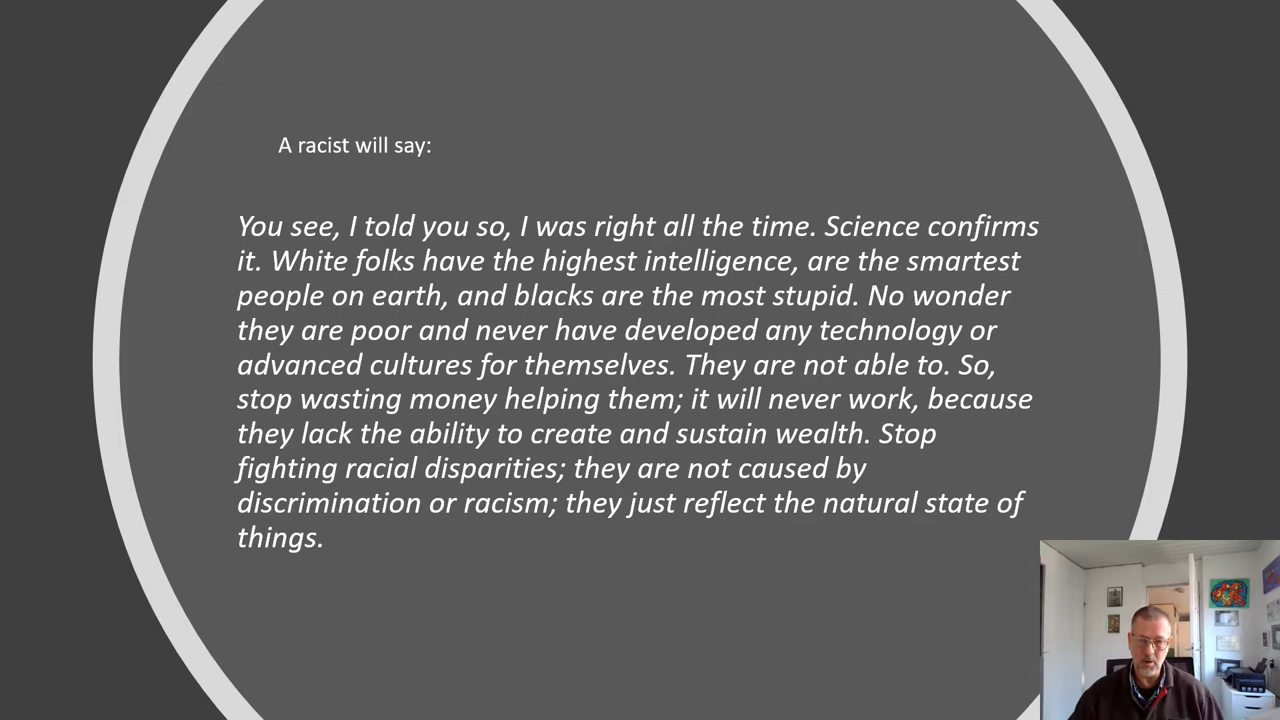 A racist will say:
You see, I told you so, I was right all the time. Science confirms
it. White folks have the highest intelligence, are the smartest
people on earth, and blacks are the most stupid. No wonder
they are poor and never have developed any technology or
advanced cultures for themselves. They are not able to. So,
stop wasting money helping them; it will never work, because
they lack the ability to create and sustain wealth. Stop
fighting racial disparities; they are not caused by
discrimination or racism; they just reflect the natural state of
things.